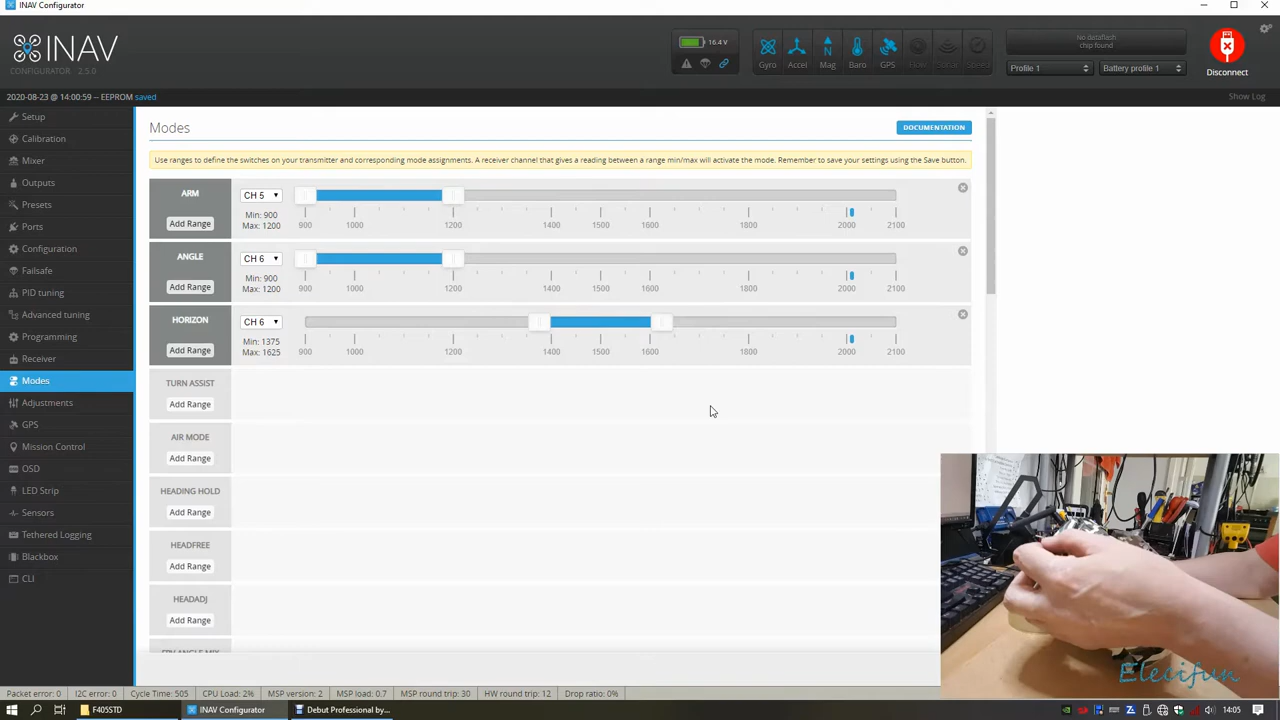 INAV Configurator
INAV
CONFIGURATOR 2.5.0
16.4 V
Gyro
Accel
Mag
Baro
GPS
Flow
Sonar
Speed
No dataflash
chip found
Profile 1
Battery profile 1
Disconnect
2020-08-23 @ 14:00:59 -- EEPROM saved
Show Log
Setup
Calibration
Mixer
Outputs
Presets
Ports
Configuration
Failsafe
PID tuning
Advanced tuning
Programming
Receiver
Modes
Adjustments
GPS
Mission Control
OSD
LED Strip
Sensors
Tethered Logging
Blackbox
CLI
Modes
DOCUMENTATION
Use ranges to define the switches on your transmitter and corresponding mode assignments. A receiver channel that gives a reading between a range min/max will activate the mode. Remember to save your settings using the Save button.
ARM
Add Range
CH 5
Min: 900
Max: 1200
900 1000 1200 1400 1500 1600 1800 2000 2100
ANGLE
Add Range
CH 6
Min: 900
Max: 1200
900 1000 1200 1400 1500 1600 1800 2000 2100
HORIZON
Add Range
CH 6
Min: 1375
Max: 1625
900 1000 1200 1400 1500 1600 1800 2000 2100
TURN ASSIST
Add Range
AIR MODE
Add Range
HEADING HOLD
Add Range
HEADFREE
Add Range
HEADADJ
Add Range
FPV ANGLE MIX
Elecifun
Packet error: 0
I2C error: 0
Cycle Time: 505
CPU Load: 2%
MSP version: 2
MSP load: 0.7
MSP round trip: 30
HW round trip: 12
Drop ratio: 0%
F405STD
INAV Configurator
Debut Professional by...
14:05